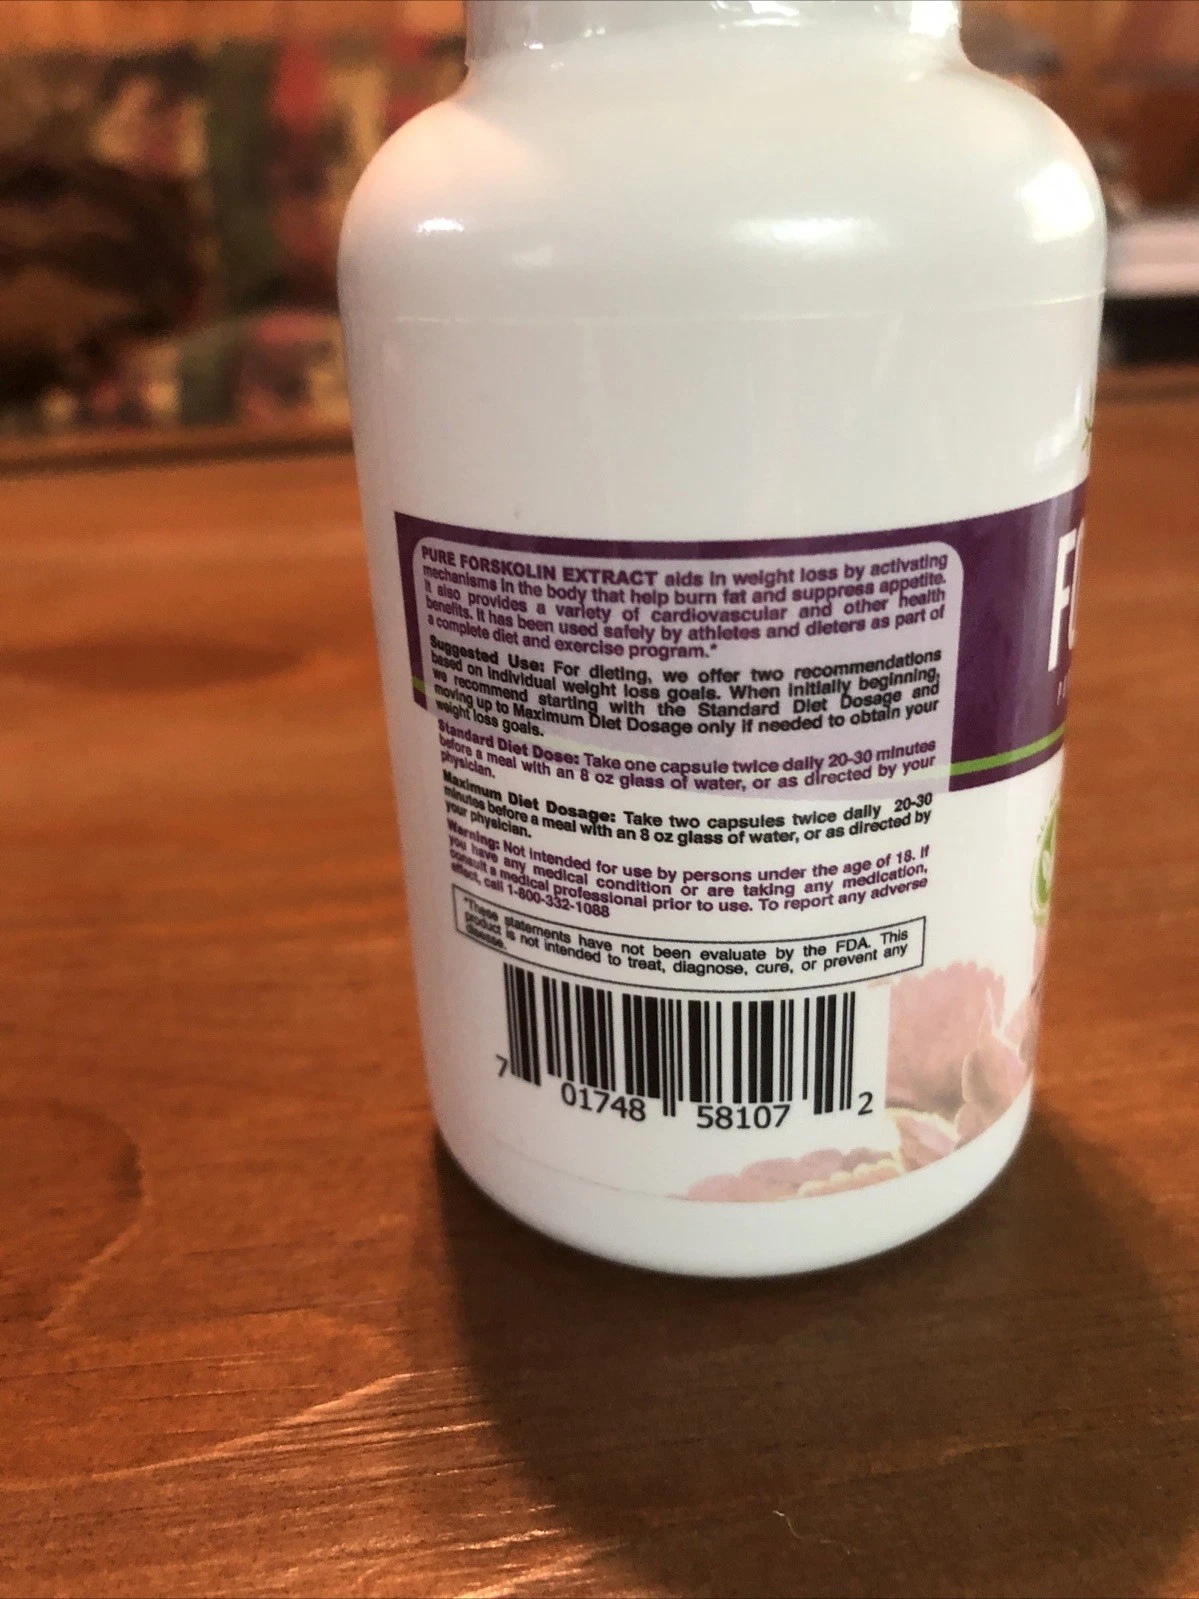 PURE FORSKOLIN EXTRACT aids in weight loss by activating
mechanisms in the body that help burn fat and suppress appetite.
It also provides a variety of cardiovascular and other health
benefits. It has been used safely by athletes and dieters as part of
a complete diet and exercise program.*
Suggested Use: For dieting, we offer two recommendations
based on individual weight loss goals. When initially beginning,
we recommend starting with the Standard Diet Dosage and
moving up to Maximum Diet Dosage only if needed to obtain your
weight loss goals.
Standard Diet Dose: Take one capsule twice daily 20-30 minutes
before a meal with an 8 oz glass of water, or as directed by your
physician.
Maximum Diet Dosage: Take two capsules twice daily 20-30
minutes before a meal with an 8 oz glass of water, or as directed by
your physician.
Warning: Not intended for use by persons under the age of 18. If
you have any medical condition or are taking any medication,
consult a medical professional prior to use. To report any adverse
effect, call 1-800-332-1088
*These statements have not been evaluate by the FDA. This
product is not intended to treat, diagnose, cure, or prevent any
disease.
7 01748 58107 2